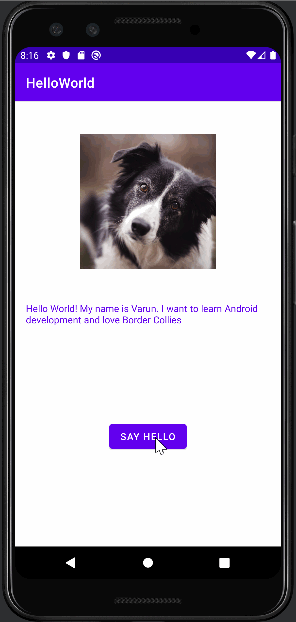 8:16
HelloWorld
Hello World! My name is Varun. I want to learn Android
development and love Border Collies
SAY HELLO